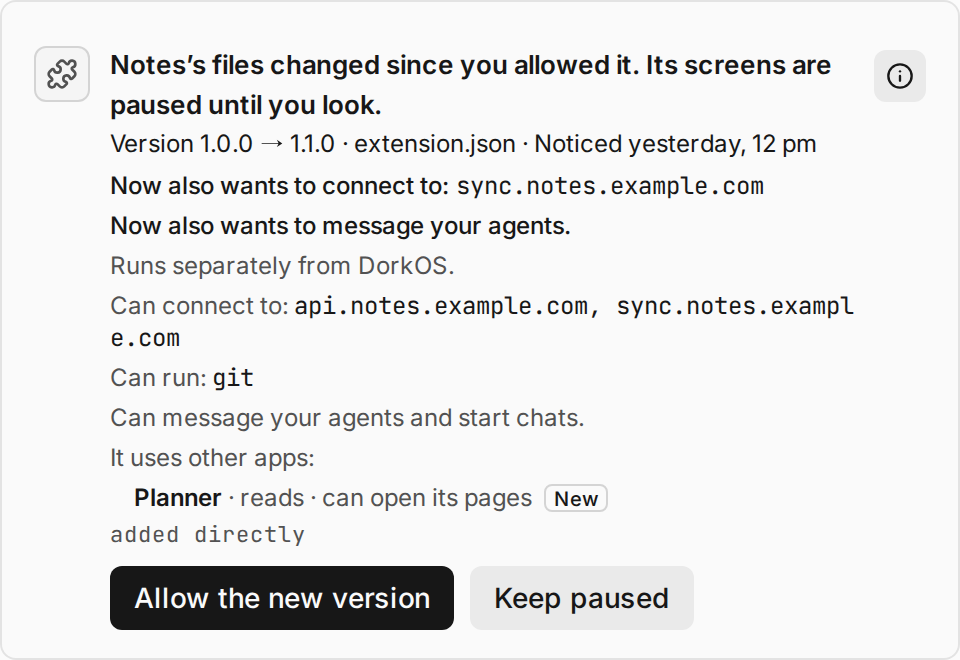 Notes’s files changed since you allowed it. Its screens are
paused until you look.
Version 1.0.0 → 1.1.0 · extension.json · Noticed yesterday, 12 pm
Now also wants to connect to: sync.notes.example.com
Now also wants to message your agents.
Runs separately from DorkOS.
Can connect to: api.notes.example.com, sync.notes.exampl
e.com
Can run: git
Can message your agents and start chats.
It uses other apps:
Planner · reads · can open its pages New
added directly
Allow the new version Keep paused